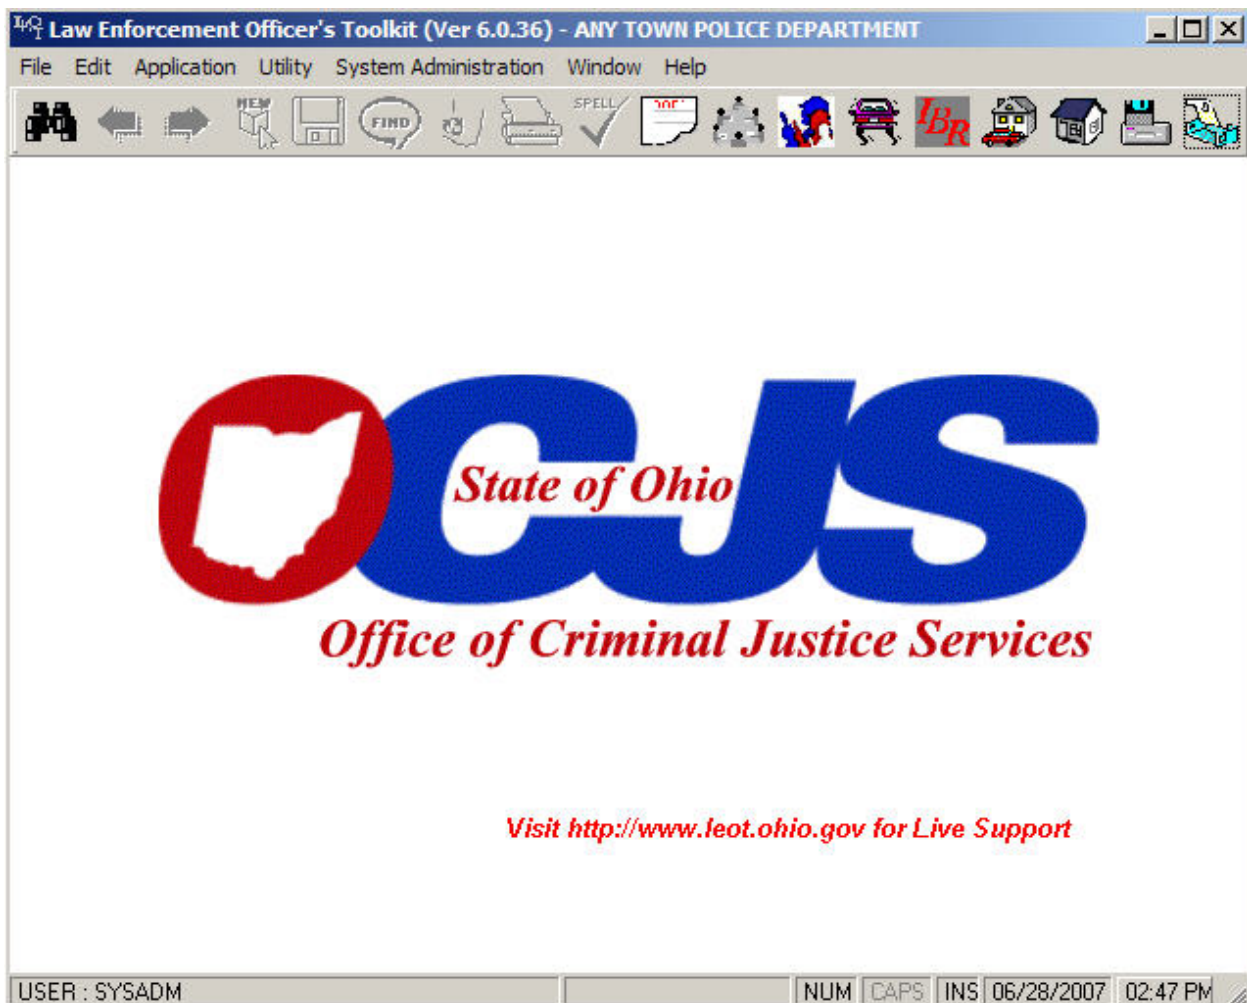 Law Enforcement Officer's Toolkit (Ver 6.0.36) - ANY TOWN POLICE DEPARTMENT
File Edit Application Utility System Administration Window Help
NEW FIND SPELL IBR
OCJS
State of Ohio
Office of Criminal Justice Services
Visit http://www.leot.ohio.gov for Live Support
USER : SYSADM NUM CAPS INS 06/28/2007 02:47 PM